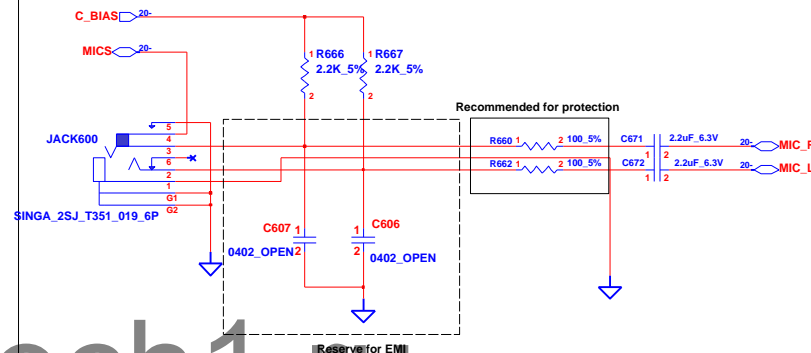 C_BIAS 20-
MICS 20-
1 R666 1 R667
2.2K_5% 2.2K_5%
2 2
Recommended for protection
JACK600
5
4
3
6
2
1
G1
G2
SINGA_2SJ_T351_019_6P
R660 1 2 100_5% C671 2.2uF_6.3V 20-
1 2
R662 1 2 100_5% C672 2.2uF_6.3V 20- MIC_L
1 2
C607 1 1 C606
2 2
0402_OPEN 0402_OPEN
Reserve for EMI